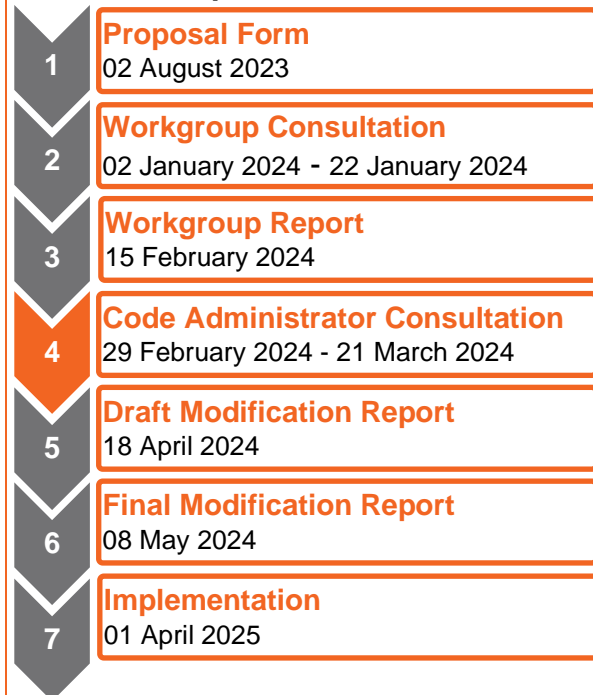 1
Proposal Form
02 August 2023
2
Workgroup Consultation
02 January 2024 - 22 January 2024
3
Workgroup Report
15 February 2024
4
Code Administrator Consultation
29 February 2024 - 21 March 2024
5
Draft Modification Report
18 April 2024
6
Final Modification Report
08 May 2024
7
Implementation
01 April 2025